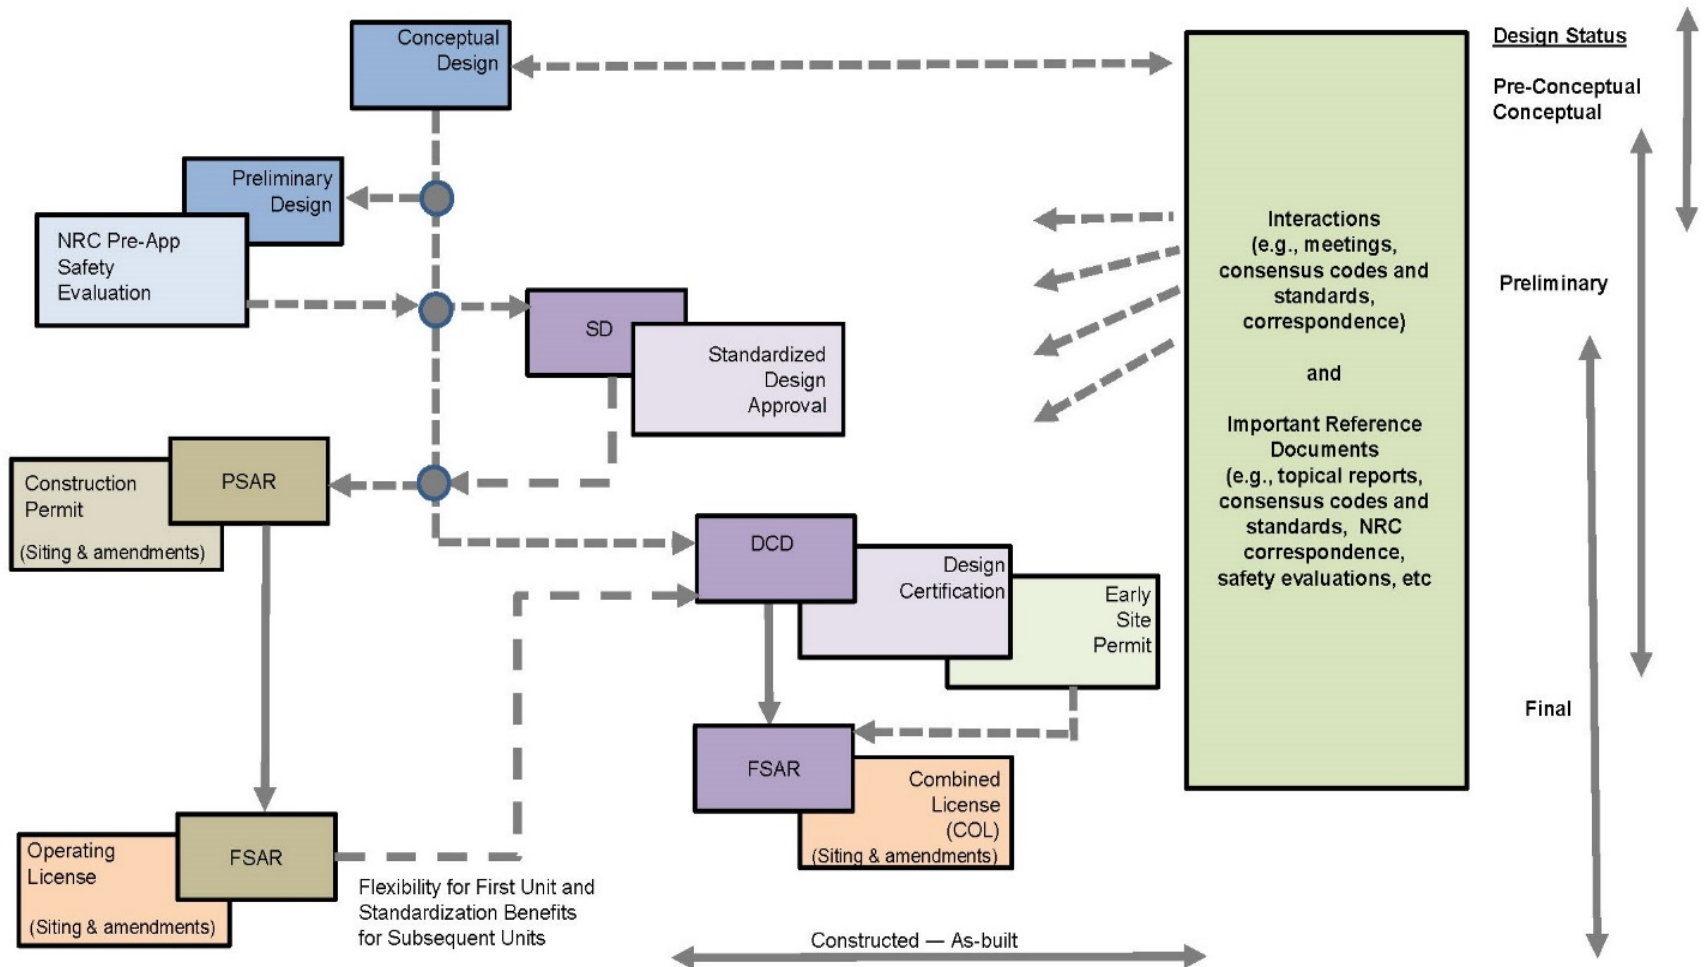 Conceptual
Design
Design Status
Pre-Conceptual
Conceptual
Preliminary
Design
NRC Pre-App
Safety
Evaluation
Interactions
(e.g., meetings,
consensus codes and
standards,
correspondence)
and
Important Reference
Documents
(e.g., topical reports,
consensus codes and
standards, NRC
correspondence,
safety evaluations, etc
Preliminary
SD
Standardized
Design
Approval
PSAR
Construction
Permit
(Siting & amendments)
DCD
Design
Certification
Early
Site
Permit
Final
FSAR
Combined
License
(COL)
(Siting & amendments)
FSAR
Operating
License
(Siting & amendments)
Flexibility for First Unit and
Standardization Benefits
for Subsequent Units
Constructed — As-built